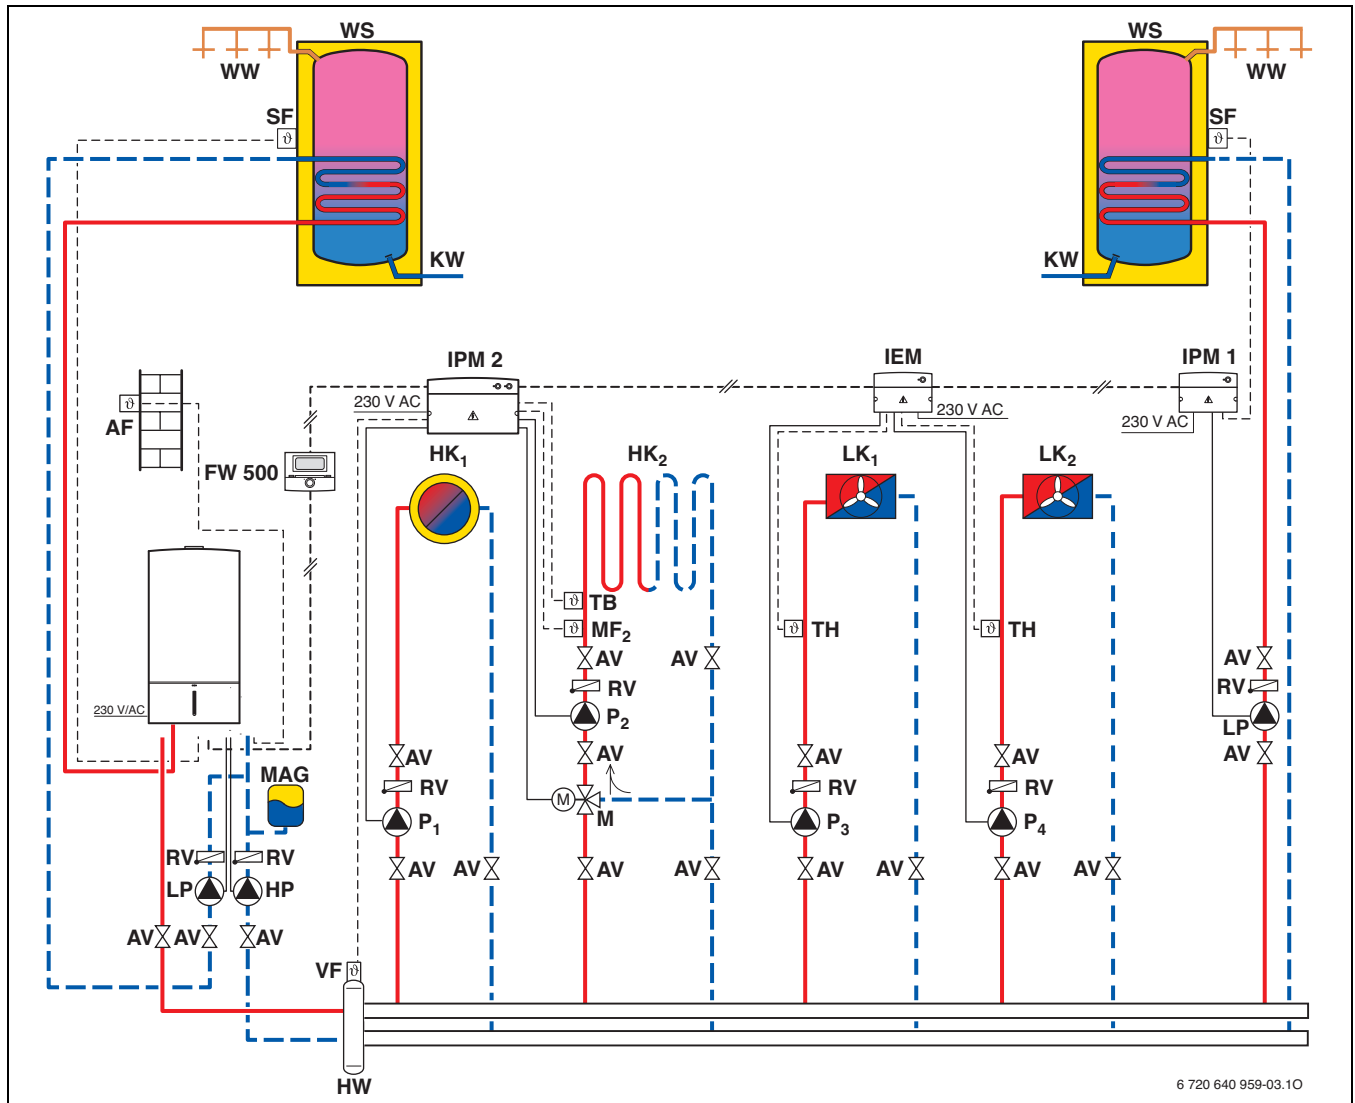 WS
WS
WW
WW
SF
SF
ϑ
ϑ
KW
KW
IPM 2
IEM
IPM 1
230 V AC
230 V AC
230 V AC
ϑ
AF
FW 500
HK₁
HK₂
LK₁
LK₂
ϑ TB
ϑ MF₂
ϑ TH
ϑ TH
AV
AV
AV
RV
RV
P₂
LP
230 V/AC
AV
AV
AV
AV
AV
MAG
RV
RV
RV
M
M
P₁
P₃
P₄
RV
RV
AV
AV
AV
AV
AV
AV
AV
AV
LP
HP
AV
AV
AV
VF
ϑ
HW
6 720 640 959-03.1O